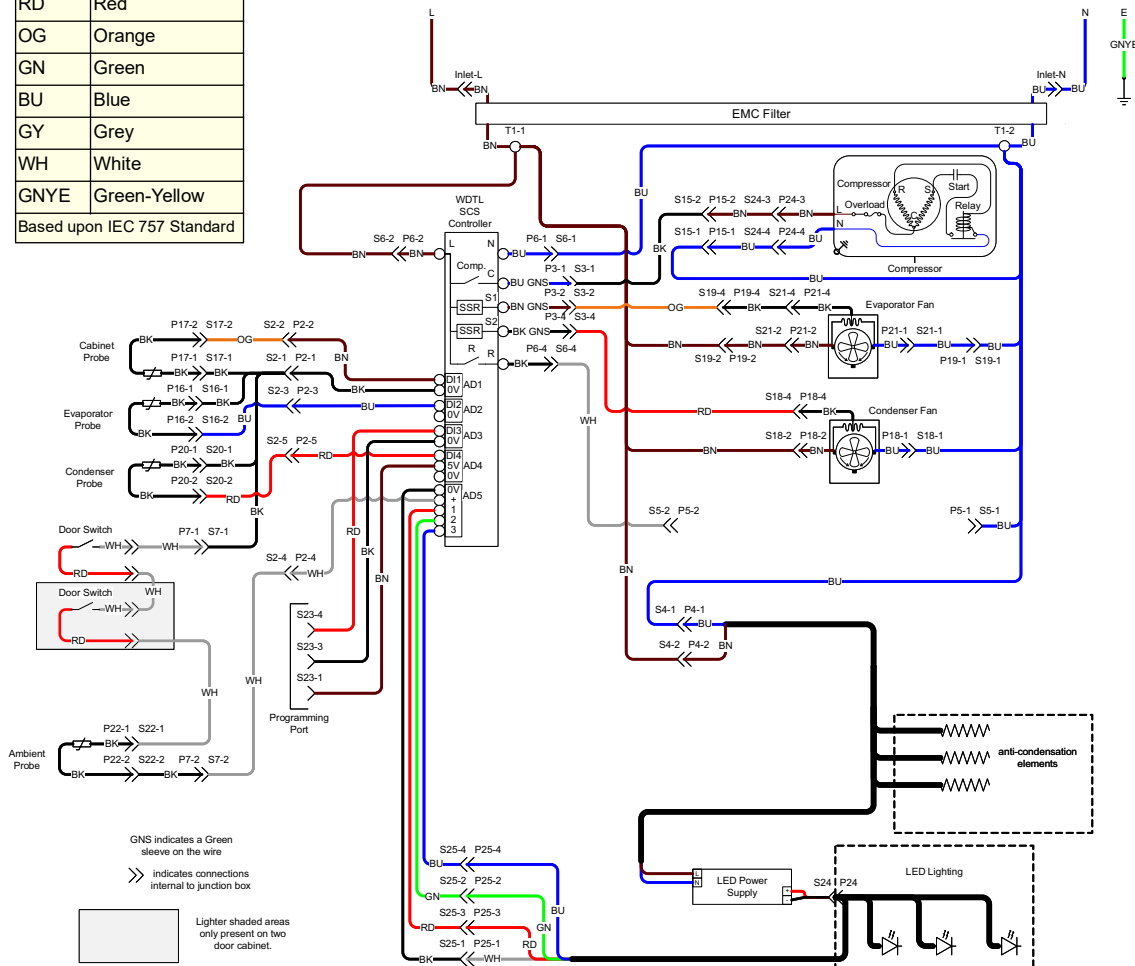 RD Red
OG Orange
GN Green
BU Blue
GY Grey
WH White
GNYE Green-Yellow
Based upon IEC 757 Standard
L
N
E
GNYE
Inlet-L
BN BN
Inlet-N
BU BU
EMC Filter
T1-1
BN
T1-2
BU
BU
WDTL
SCS
Controller
S6-2 P6-2
BN BN
L
N
P6-1 S6-1
BU
Comp.
C
P3-1 S3-1
BU GNS
BK
SSR
S1
P3-2 S3-2
BN GNS
SSR
S2
P3-4 S3-4
BK GNS
R
R
P6-4 S6-4
BK
WH
S15-2 P15-2 S24-3 P24-3
BN BN
S15-1 P15-1 S24-4 P24-4
BU BU
BU
Compressor
Overload
L
N
R
S
C
Start
Relay
Compressor
OG
S19-4 P19-4 S21-4 P21-4
BK BK
Evaporator Fan
BN
S19-2 P19-2
BN
S21-2 P21-2
BN
P21-1 S21-1
BU BU
P19-1 S19-1
BU
RD
S18-4 P18-4
BK
Condenser Fan
BN
S18-2 P18-2
BN
P18-1 S18-1
BU BU
S5-2 P5-2
P5-1 S5-1
BU
BN
BU
S4-1 P4-1
BU
S4-2 P4-2
BN
Cabinet
Probe
P17-2 S17-2
BK
OG
S2-2 P2-2
BN
P17-1 S17-1
BK BK
S2-1 P2-1
BK
P16-1 S16-1
BK BK
S2-3 P2-3
BU
Evaporator
Probe
P16-2 S16-2
BK
BU
P20-1 S20-1
BK BK
S2-5 P2-5
RD
Condenser
Probe
P20-2 S20-2
BK
RD
BK
DI1
0V
AD1
DI2
0V
AD2
DI3
0V
AD3
DI4
5V
0V
AD4
0V
+
1
2
3
AD5
Door Switch
WH
P7-1 S7-1
WH
RD
WH
Door Switch
WH
RD
S2-4 P2-4
WH
WH
WH
RD
BK
BN
S23-4
S23-3
S23-1
Programming
Port
Ambient
Probe
P22-1 S22-1
BK
P22-2 S22-2
BK
P7-2 S7-2
BK
anti-condensation
elements
GNS indicates a Green
sleeve on the wire
indicates connections
internal to junction box
Lighter shaded areas
only present on two
door cabinet.
S25-4 P25-4
BU
S25-2 P25-2
GN
S25-3 P25-3
RD
S25-1 P25-1
BK WH
BU
GN
RD
L
N
LED Power
Supply
+
-
S24 P24
LED Lighting